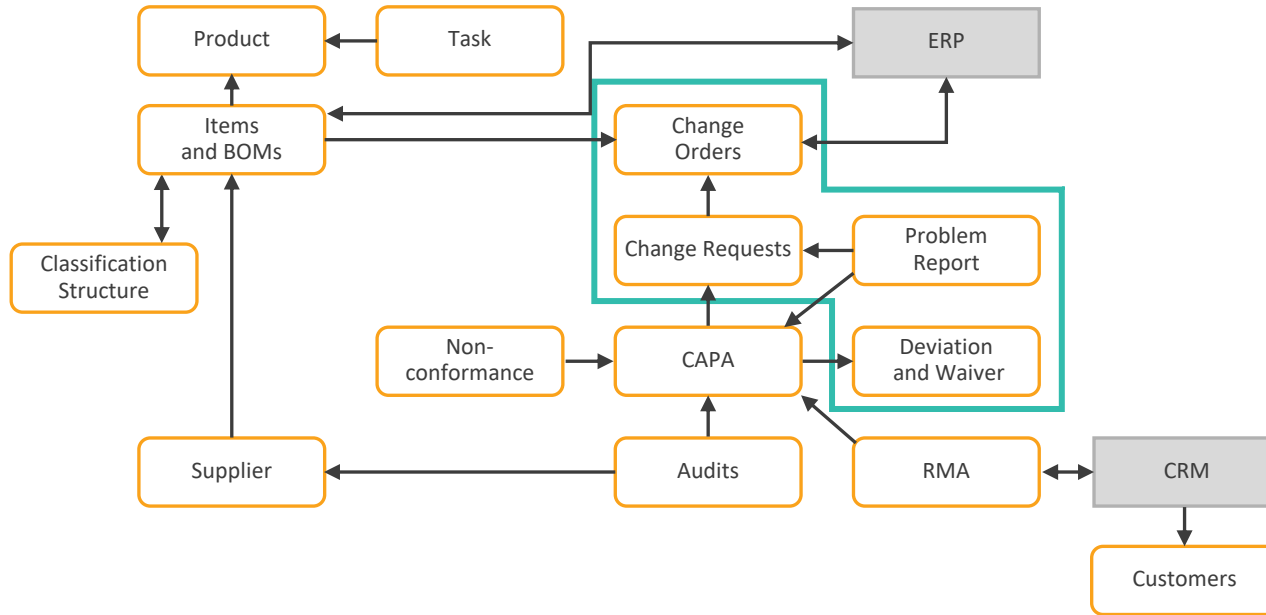 Product
Task
ERP
Items
and BOMs
Change
Orders
Classification
Structure
Change Requests
Problem
Report
Non-
conformance
CAPA
Deviation
and Waiver
Supplier
Audits
RMA
CRM
Customers